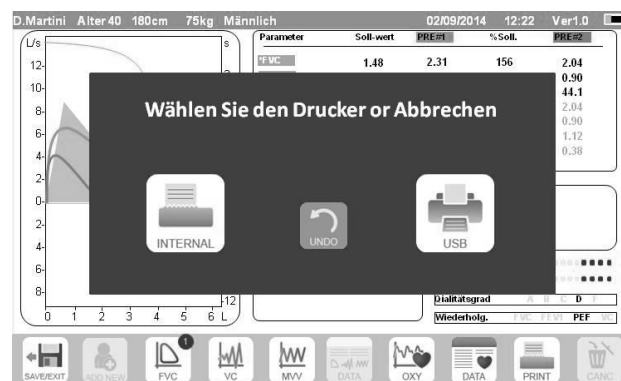 D.Martini Alter 40 180cm 75kg Männlich 02/09/2014 12:22 Ver1.0
L/s s Parameter Soll-wert PRE#1 %Soll. PRE#2
12- *FVC 1.48 2.31 156 2.04
0.90
10- 44.1
8- 2.04
Wählen Sie den Drucker or Abbrechen
6- 0.90
1.12
4- 0.38
2-
0-
2-
4-
INTERNAL UNDO USB
6-
8- 12
Qialitätsgrad A B C D F
0 1 2 3 4 5 6 L Wiederholg. FVC FEV1 PEF VC
1
SAVE/EXIT ADD NEW FVC VC MVV DATA OXY DATA PRINT CANC